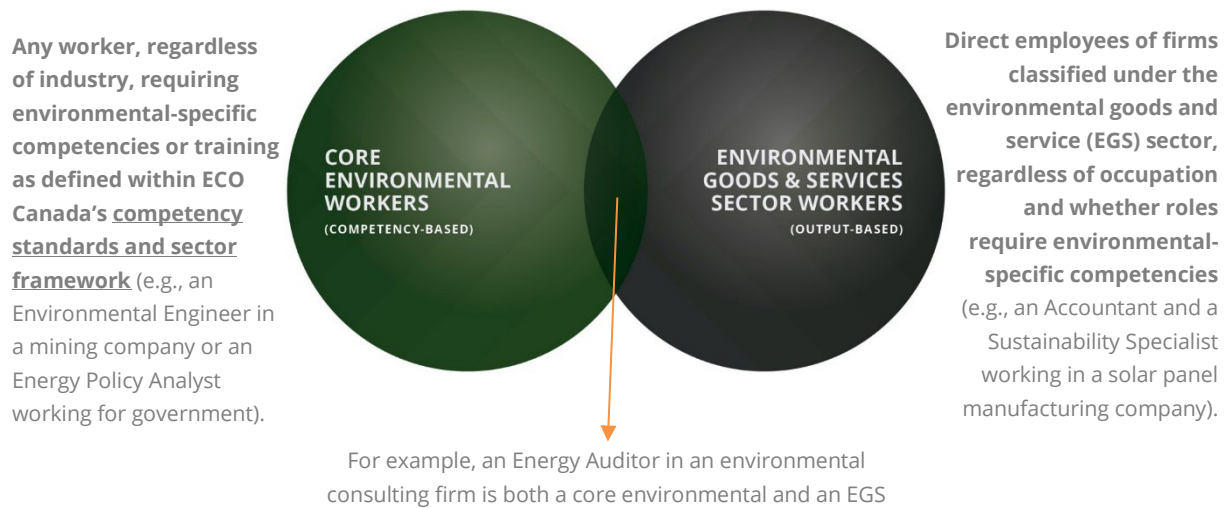 Any worker, regardless
of industry, requiring
environmental-specific
competencies or training
as defined within ECO
Canada's competency
standards and sector
framework (e.g., an
Environmental Engineer in
a mining company or an
Energy Policy Analyst
working for government).
CORE
ENVIRONMENTAL
WORKERS
(COMPETENCY-BASED)
ENVIRONMENTAL
GOODS & SERVICES
SECTOR WORKERS
(OUTPUT-BASED)
Direct employees of firms
classified under the
environmental goods and
service (EGS) sector,
regardless of occupation
and whether roles
require environmental-
specific competencies
(e.g., an Accountant and a
Sustainability Specialist
working in a solar panel
manufacturing company).
For example, an Energy Auditor in an environmental
consulting firm is both a core environmental and an EGS